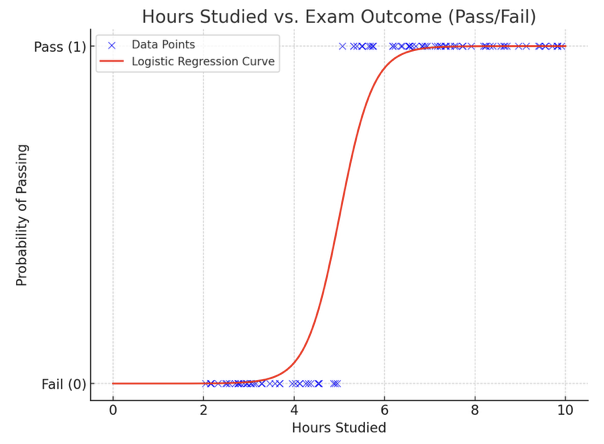 Hours Studied vs. Exam Outcome (Pass/Fail)
Pass (1)
Data Points
Logistic Regression Curve
Probability of Passing
Fail (0)
0 2 4 6 8 10
Hours Studied